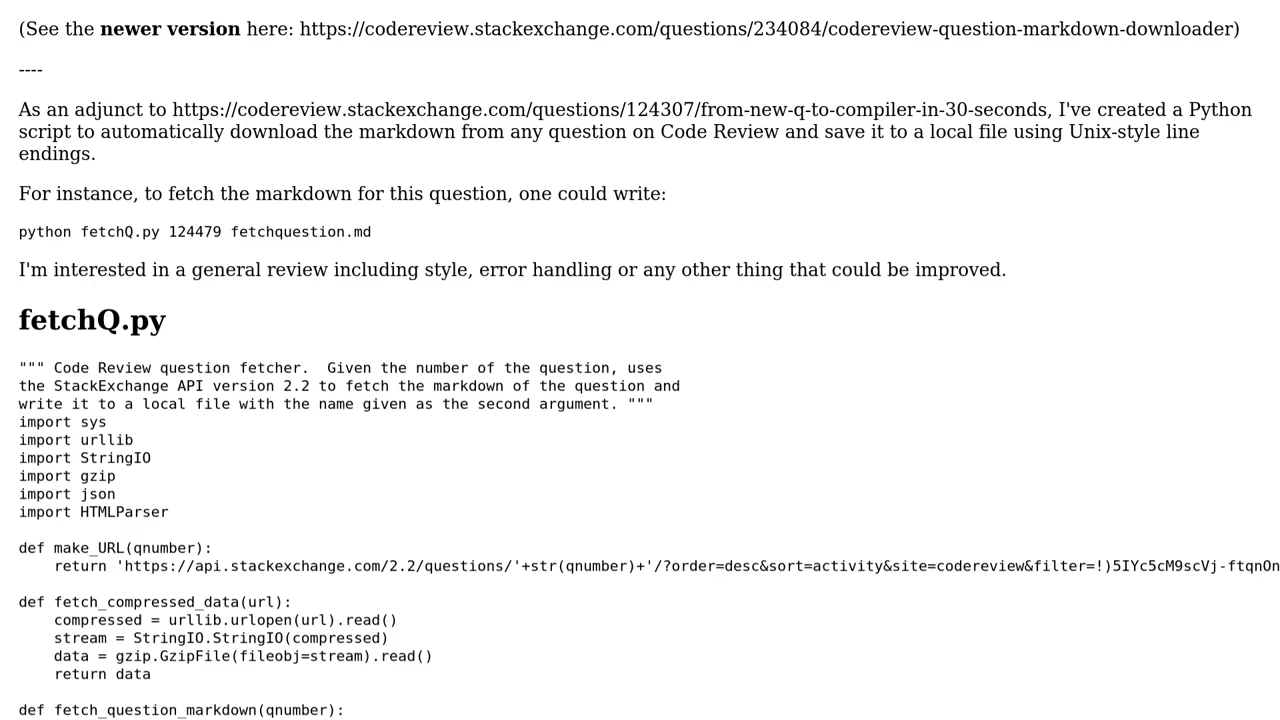 (See the newer version here: https://codereview.stackexchange.com/questions/234084/codereview-question-markdown-downloader)
----
As an adjunct to https://codereview.stackexchange.com/questions/124307/from-new-q-to-compiler-in-30-seconds, I've created a Python
script to automatically download the markdown from any question on Code Review and save it to a local file using Unix-style line
endings.
For instance, to fetch the markdown for this question, one could write:
python fetchQ.py 124479 fetchquestion.md
I'm interested in a general review including style, error handling or any other thing that could be improved.
fetchQ.py
""" Code Review question fetcher.  Given the number of the question, uses
the StackExchange API version 2.2 to fetch the markdown of the question and
write it to a local file with the name given as the second argument. """
import sys
import urllib
import StringIO
import gzip
import json
import HTMLParser
def make_URL(qnumber):
    return 'https://api.stackexchange.com/2.2/questions/'+str(qnumber)+'/?order=desc&sort=activity&site=codereview&filter=!)5IYc5cM9scVj-ftqnOn
def fetch_compressed_data(url):
    compressed = urllib.urlopen(url).read()
    stream = StringIO.StringIO(compressed)
    data = gzip.GzipFile(fileobj=stream).read()
    return data
def fetch_question_markdown(qnumber):